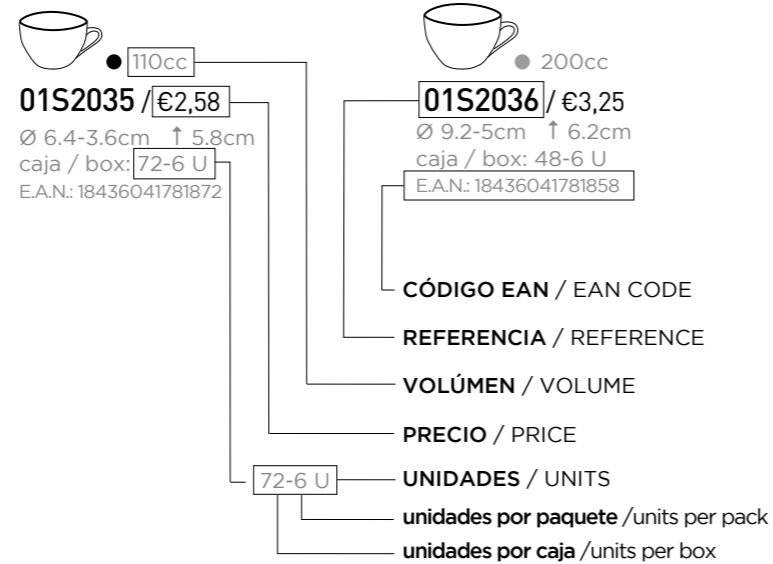 110cc
01S2035 / €2,58
Ø 6.4-3.6cm ↑ 5.8cm
caja / box: 72-6 U
E.A.N.: 18436041781872
200cc
01S2036 / €3,25
Ø 9.2-5cm ↑ 6.2cm
caja / box: 48-6 U
E.A.N.: 18436041781858
CÓDIGO EAN / EAN CODE
REFERENCIA / REFERENCE
VOLÚMEN / VOLUME
PRECIO / PRICE
72-6 U UNIDADES / UNITS
unidades por paquete /units per pack
unidades por caja /units per box